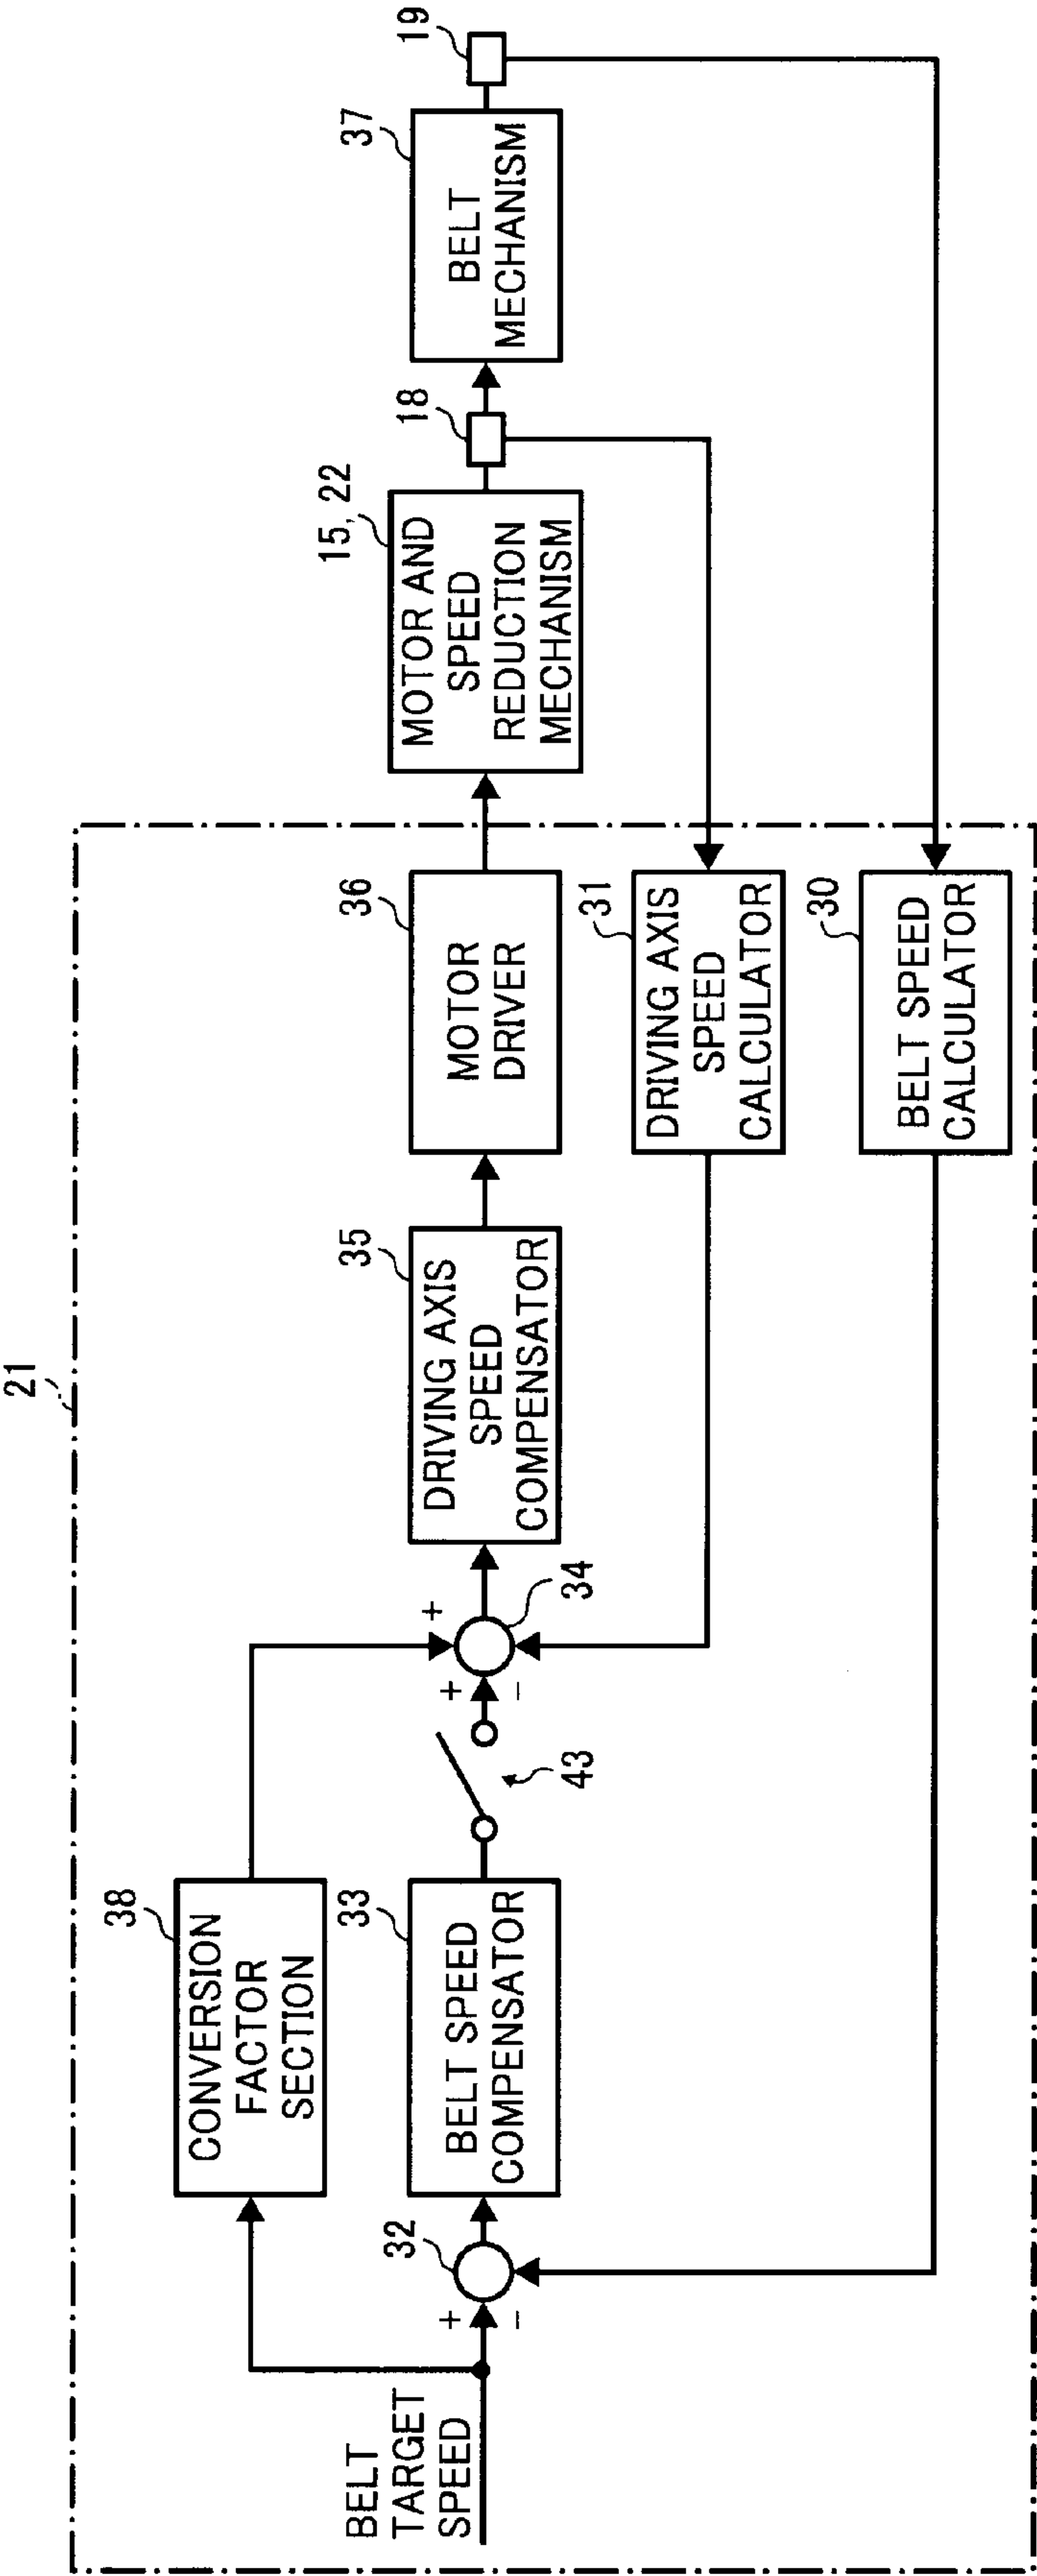 21
BELT
TARGET
SPEED
+
−
32
38
CONVERSION
FACTOR
SECTION
33
BELT SPEED
COMPENSATOR
43
+
+
−
34
35
DRIVING AXIS
SPEED
COMPENSATOR
36
MOTOR
DRIVER
31
DRIVING AXIS
SPEED
CALCULATOR
30
BELT SPEED
CALCULATOR
15, 22
MOTOR AND
SPEED
REDUCTION
MECHANISM
18
37
BELT
MECHANISM
19